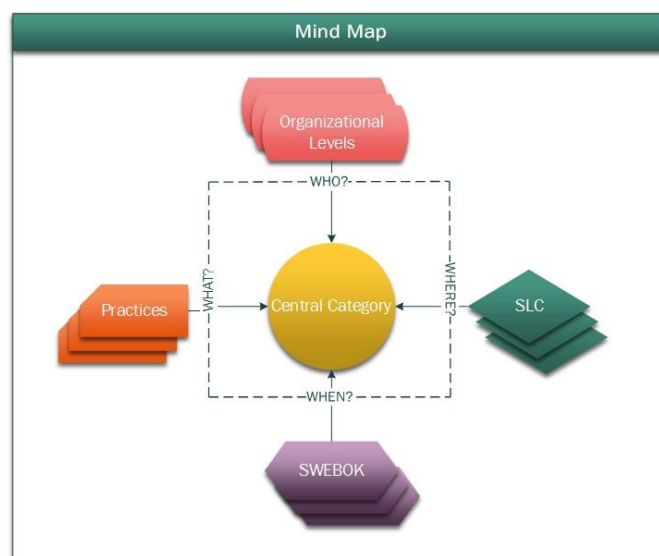 Mind Map
Organizational
Levels
WHO?
WHAT?
Practices
Central Category
WHERE?
SLC
WHEN?
SWEBOK